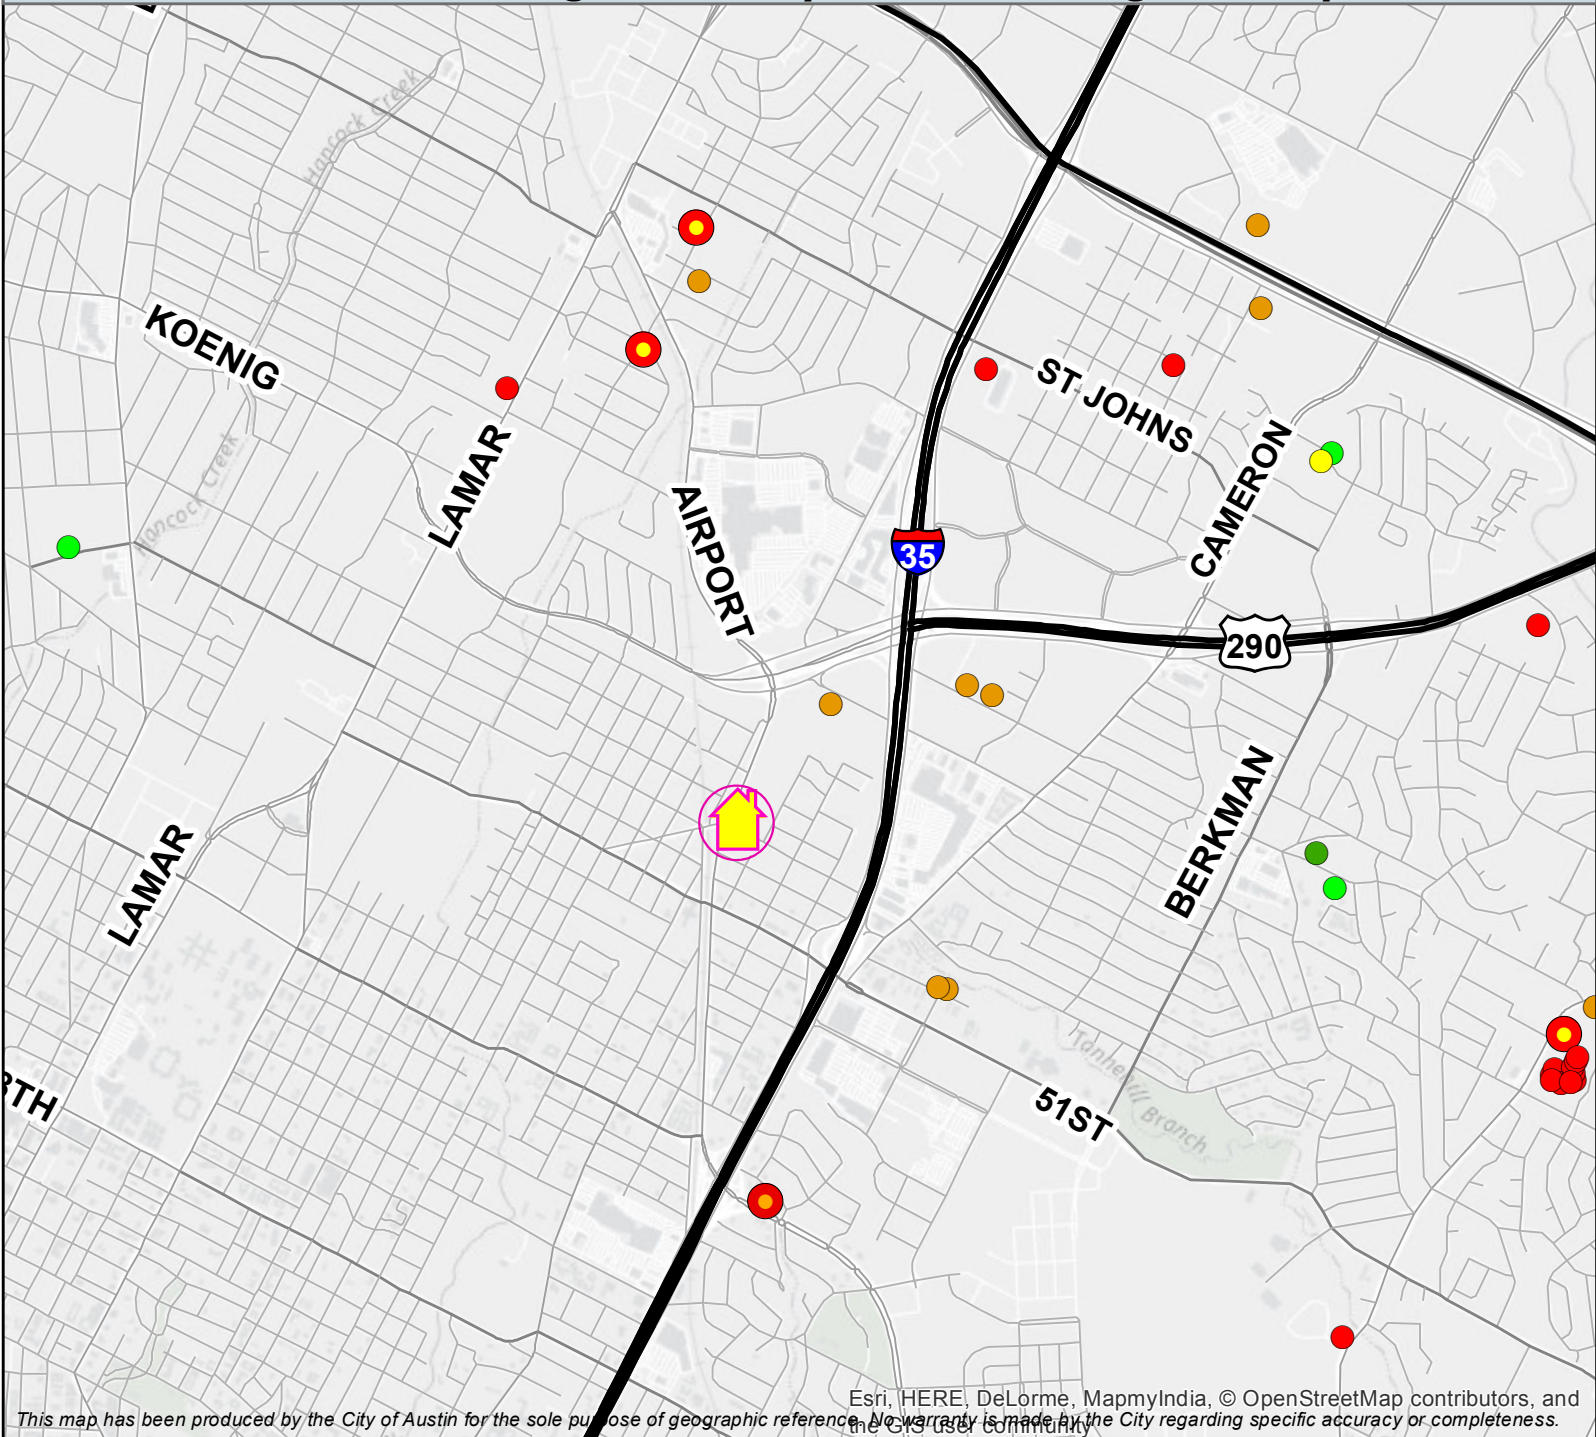 Hancock Creek
KOENIG
ST JOHNS
LAMAR
CAMERON
Hancock Creek
AIRPORT
35
290
BERKMAN
LAMAR
Tannehill Branch
51ST
Esri, HERE, DeLorme, MapmyIndia, © OpenStreetMap contributors, and
the GIS user community
This map has been produced by the City of Austin for the sole purpose of geographic reference. No warranty is made by the City regarding specific accuracy or completeness.